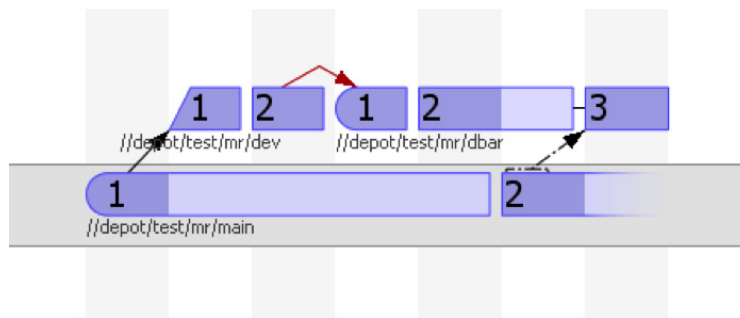 1 2 1 2 3
//depot/test/mr/dev //depot/test/mr/dbar
1 2
//depot/test/mr/main